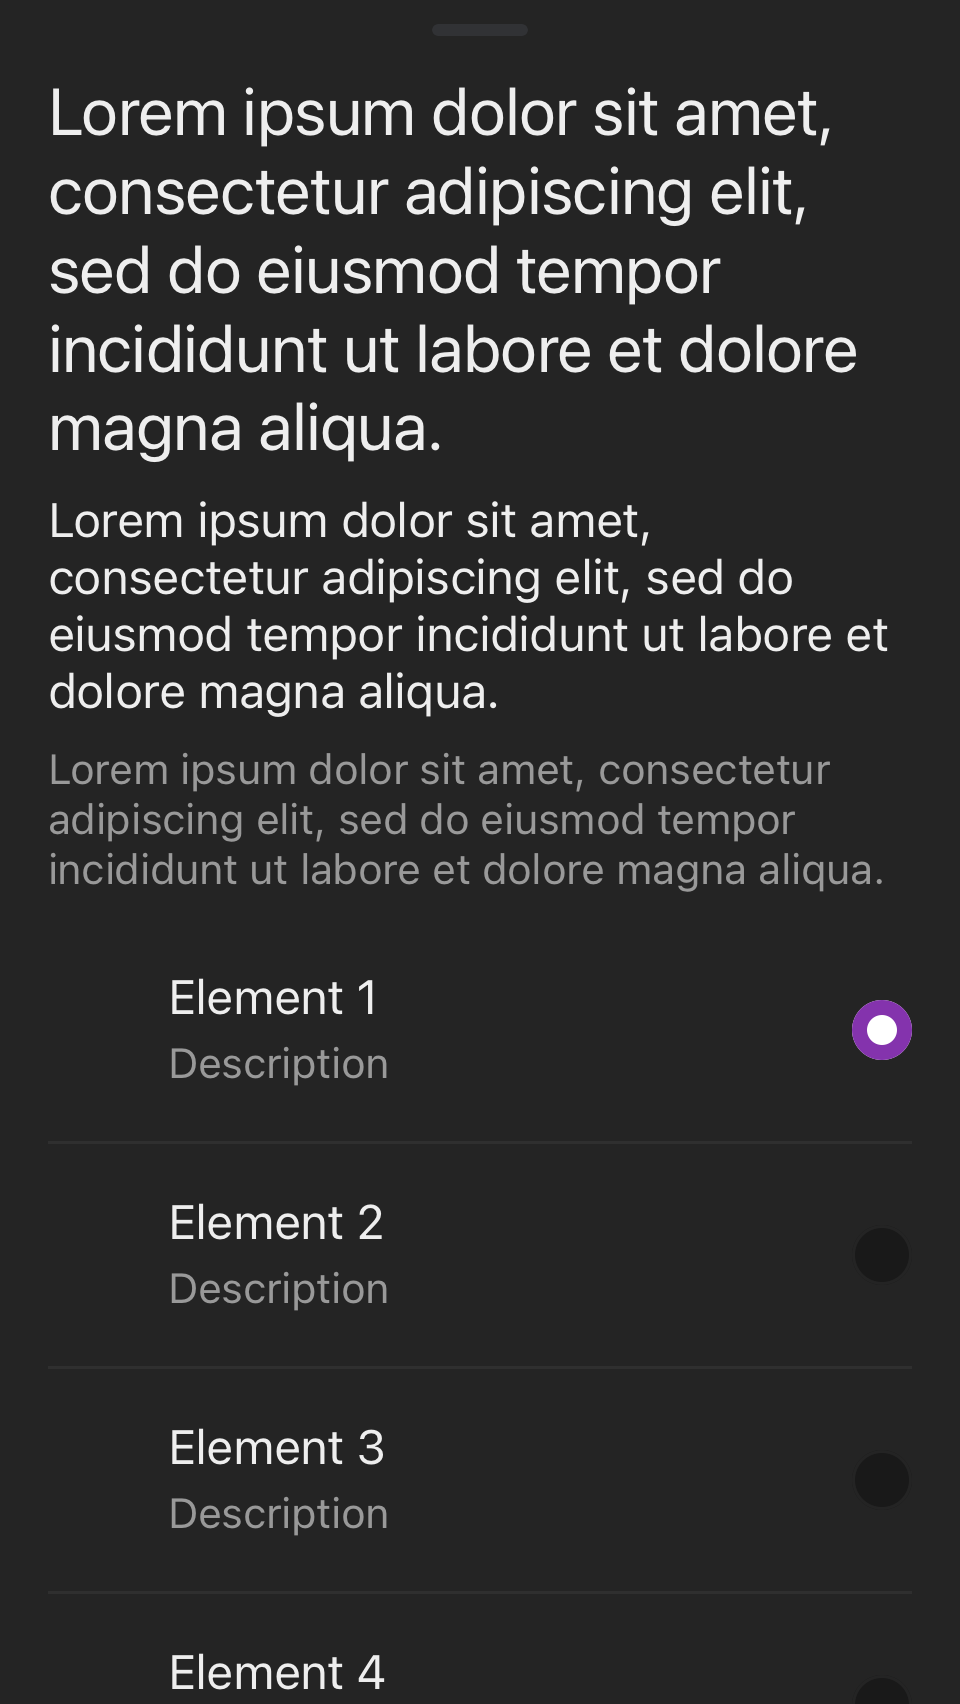 Lorem ipsum dolor sit amet,
consectetur adipiscing elit,
sed do eiusmod tempor
incididunt ut labore et dolore
magna aliqua.
Lorem ipsum dolor sit amet,
consectetur adipiscing elit, sed do
eiusmod tempor incididunt ut labore et
dolore magna aliqua.
Lorem ipsum dolor sit amet, consectetur
adipiscing elit, sed do eiusmod tempor
incididunt ut labore et dolore magna aliqua.
Element 1
Description
Element 2
Description
Element 3
Description
Element 4